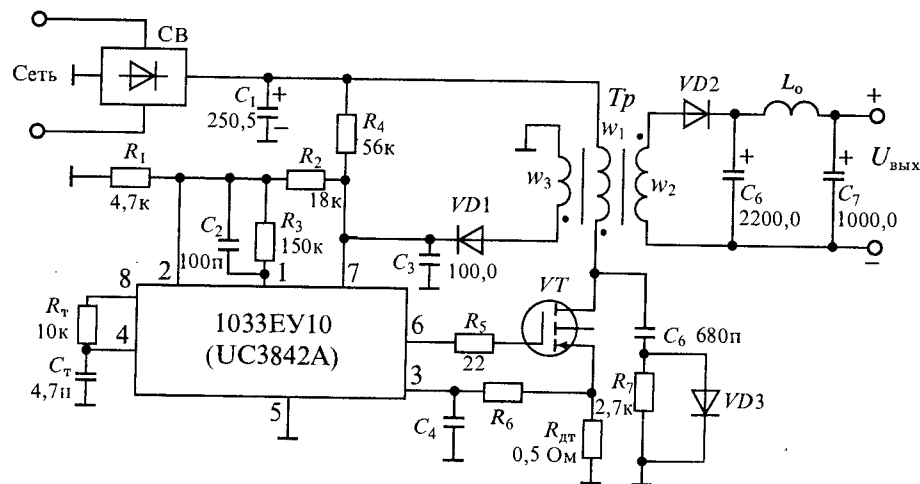 СВ
Сеть
C₁
250,5
+
−
R₄
56к
Tp
w₁
w₂
w₃
VD2
Lₒ
+
Uвых
−
+
C₆
2200,0
+
C₇
1000,0
R₁
4,7к
R₂
18к
C₂
100п
R₃
150к
VD1
C₃
100,0
2
1
7
8
Rт
10к
4
Cт
4,7н
1033ЕУ10
(UC3842A)
6
R₅
22
VT
3
R₆
C₄
5
Rдт
0,5 Ом
C₆ 680п
R₇
2,7к
VD3